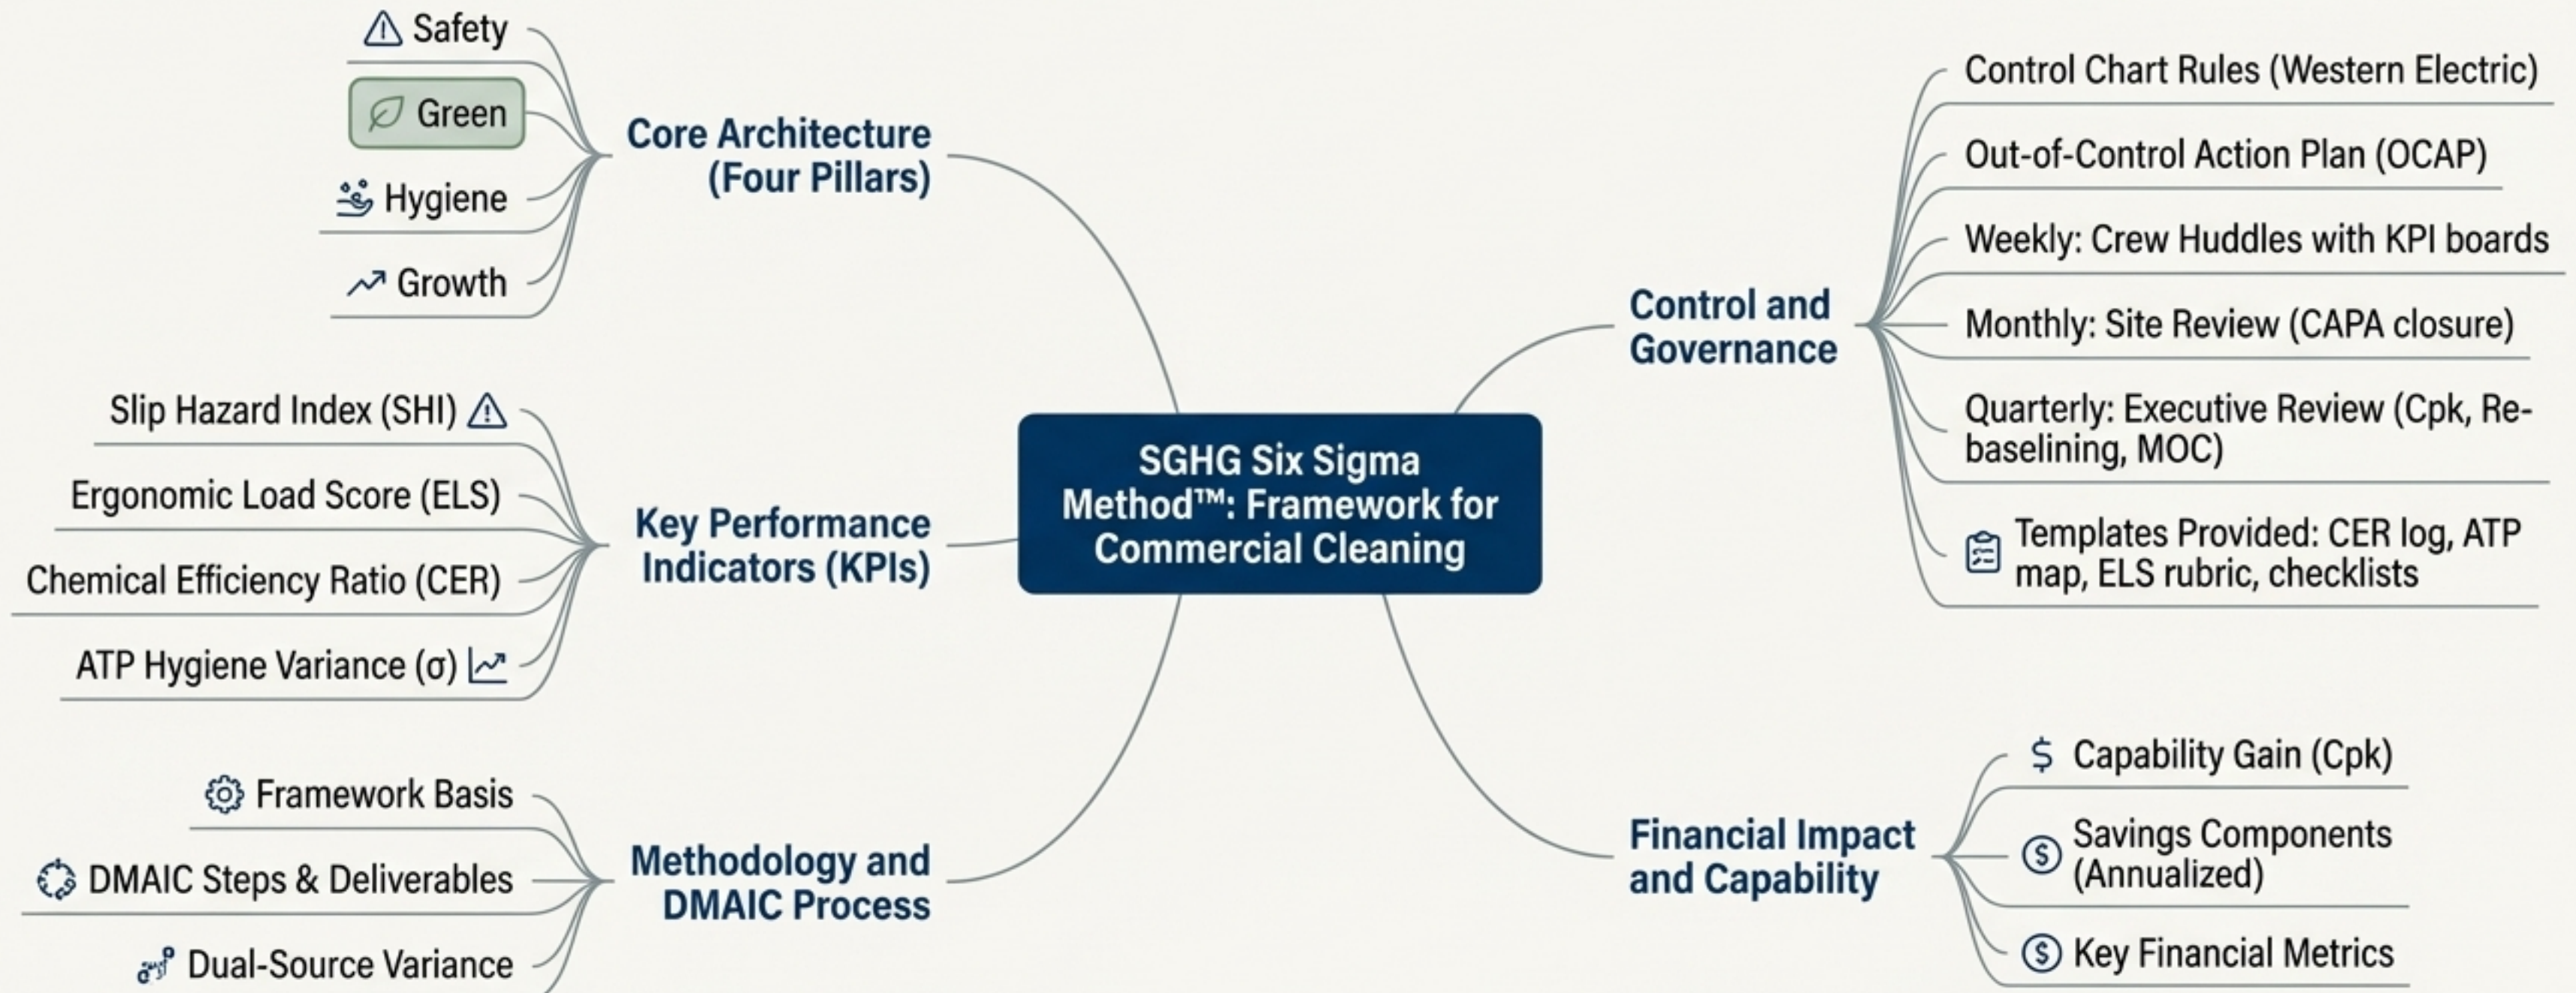 Safety
Green
Hygiene
Growth
Core Architecture
(Four Pillars)
Slip Hazard Index (SHI)
Ergonomic Load Score (ELS)
Chemical Efficiency Ratio (CER)
ATP Hygiene Variance (σ)
Key Performance
Indicators (KPIs)
Framework Basis
DMAIC Steps & Deliverables
Dual-Source Variance
Methodology and
DMAIC Process
SGHG Six Sigma
Method™: Framework for
Commercial Cleaning
Control and
Governance
Control Chart Rules (Western Electric)
Out-of-Control Action Plan (OCAP)
Weekly: Crew Huddles with KPI boards
Monthly: Site Review (CAPA closure)
Quarterly: Executive Review (Cpk, Re-
baselining, MOC)
Templates Provided: CER log, ATP
map, ELS rubric, checklists
Financial Impact
and Capability
$ Capability Gain (Cpk)
$ Savings Components
(Annualized)
$ Key Financial Metrics